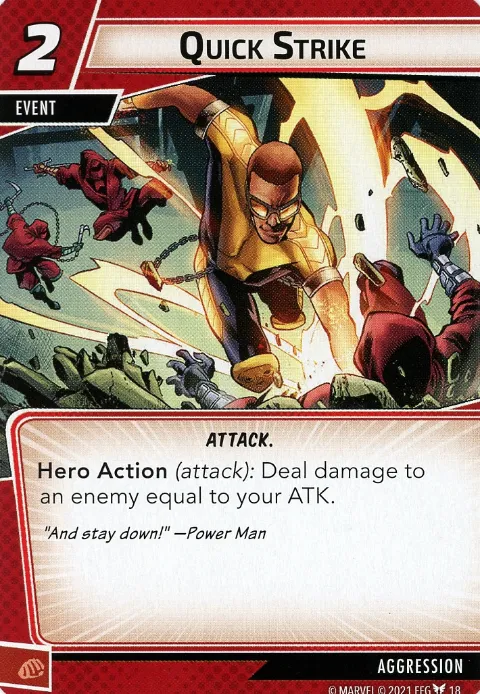 2
QUICK STRIKE
EVENT
ATTACK.
Hero Action (attack): Deal damage to
an enemy equal to your ATK.
"And stay down!" —Power Man
AGGRESSION
© MARVEL © 2021 FFG 18